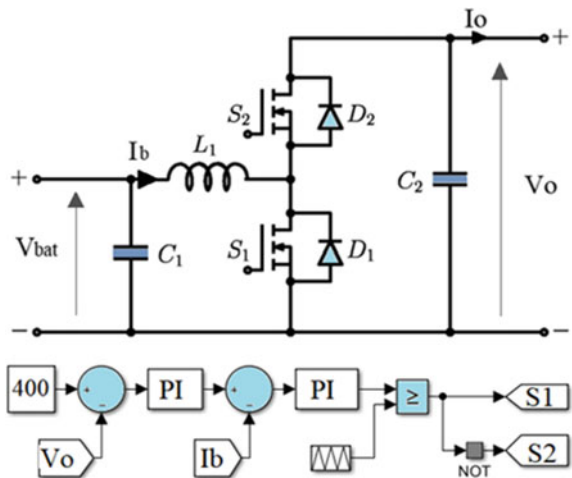 Io
+
S₂
D₂
Ib
L₁
+
C₂
Vo
Vbat
C₁
S₁
D₁
−
−
400
+
−
PI
+
−
PI
≥
S1
Vo
Ib
NOT
S2